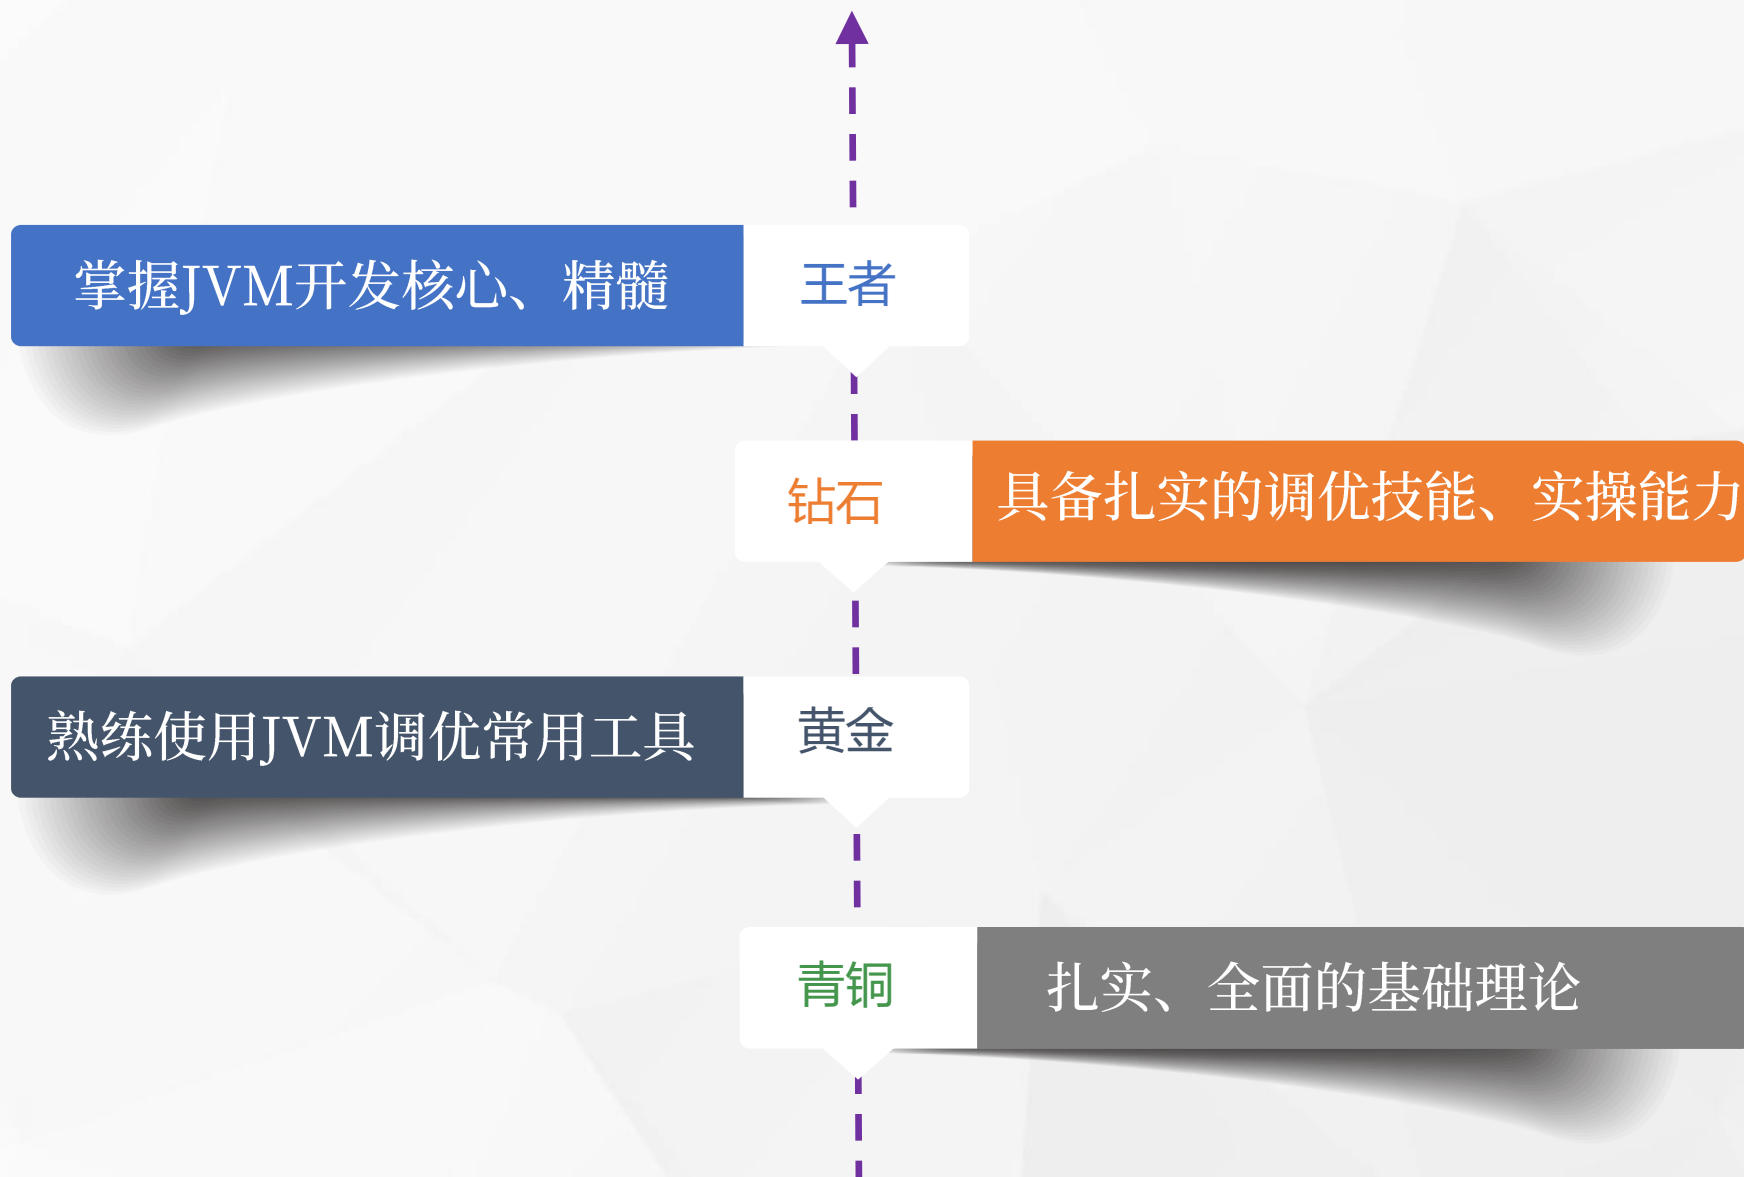 掌握JVM开发核心、精髓 王者
钻石 具备扎实的调优技能、实操能力
熟练使用JVM调优常用工具 黄金
青铜 扎实、全面的基础理论